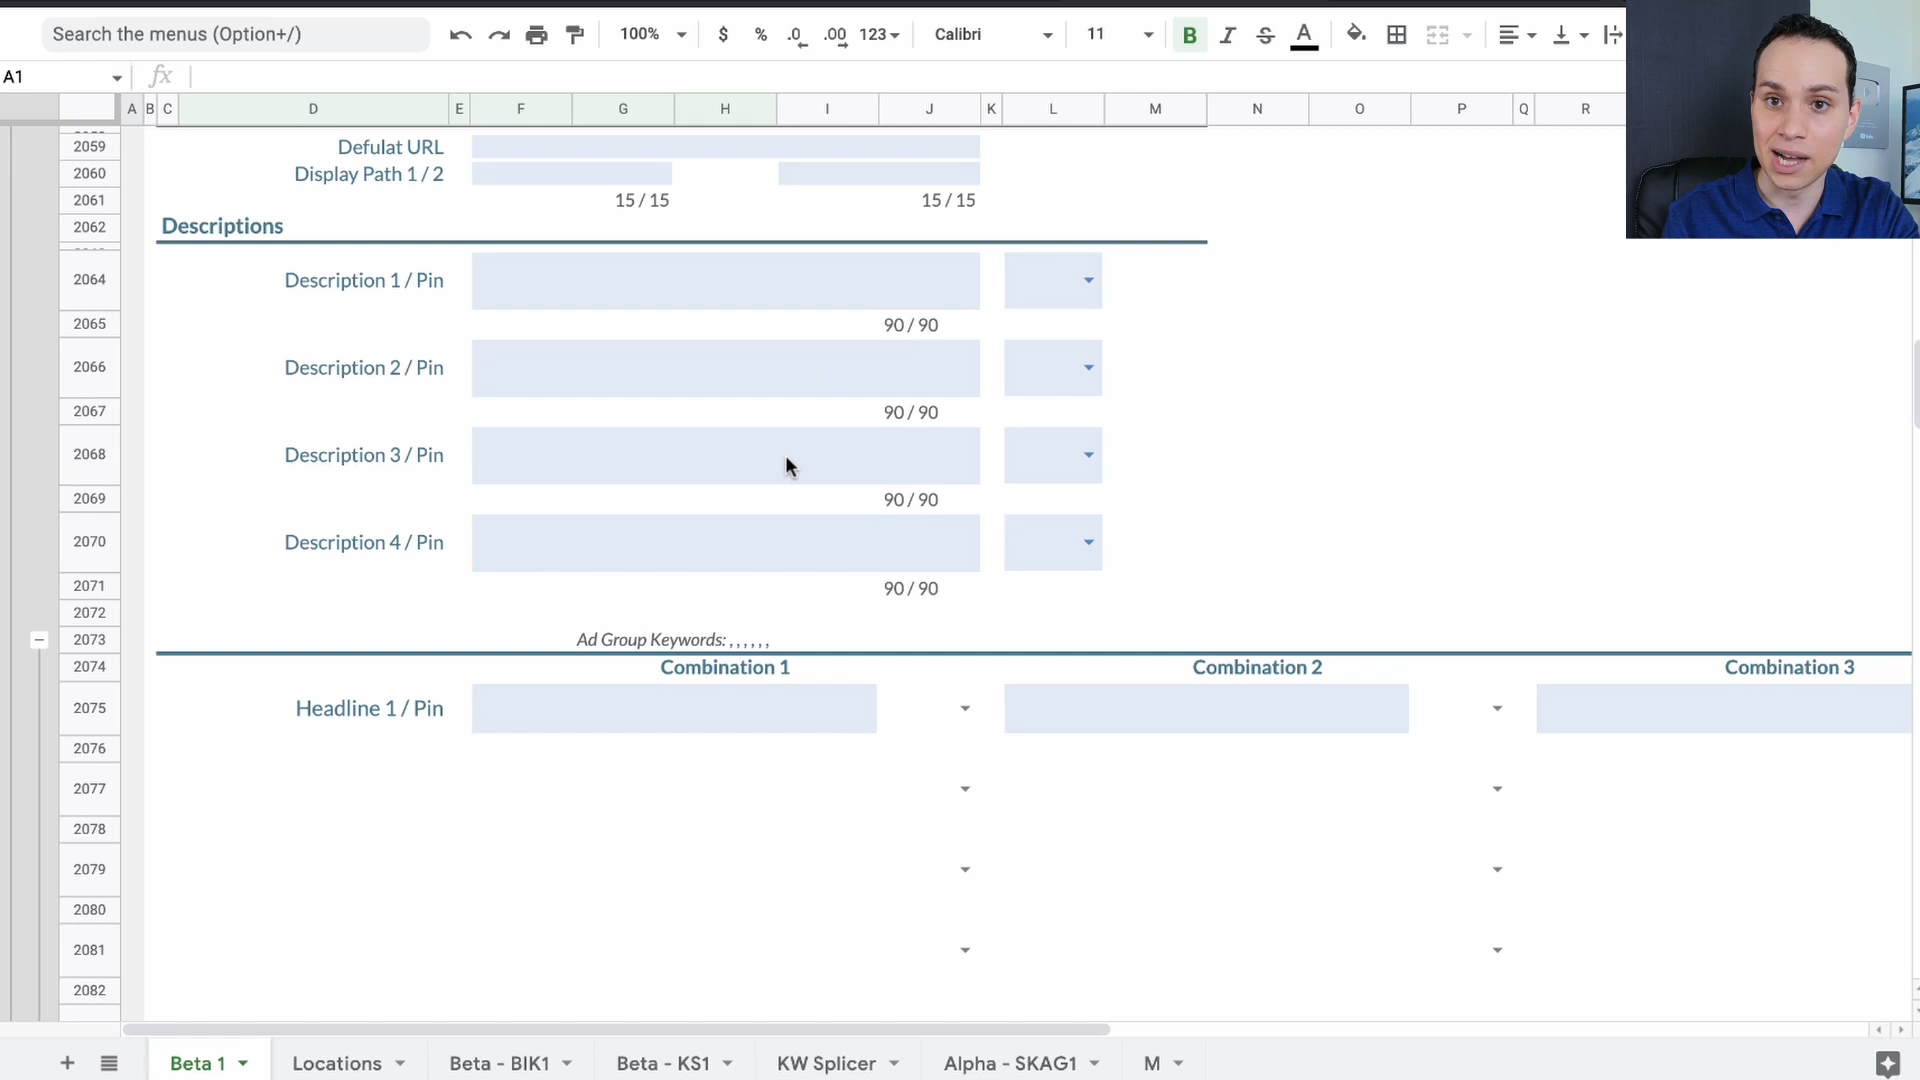 Search the menus (Option+/)
100%
$
%
.0
.00
123
Calibri
11
B
I
S
A
A1
fx
A B C D E F G H I J K L M N O P Q R
2059
Defulat URL
2060
Display Path 1 / 2
2061
15 / 15
15 / 15
2062
Descriptions
2064
Description 1 / Pin
2065
90 / 90
2066
Description 2 / Pin
2067
90 / 90
2068
Description 3 / Pin
2069
90 / 90
2070
Description 4 / Pin
2071
90 / 90
2072
2073
Ad Group Keywords: , , , , , ,
2074
Combination 1
Combination 2
Combination 3
2075
Headline 1 / Pin
2076
2077
2078
2079
2080
2081
2082
Beta 1
Locations
Beta - BIK1
Beta - KS1
KW Splicer
Alpha - SKAG1
M